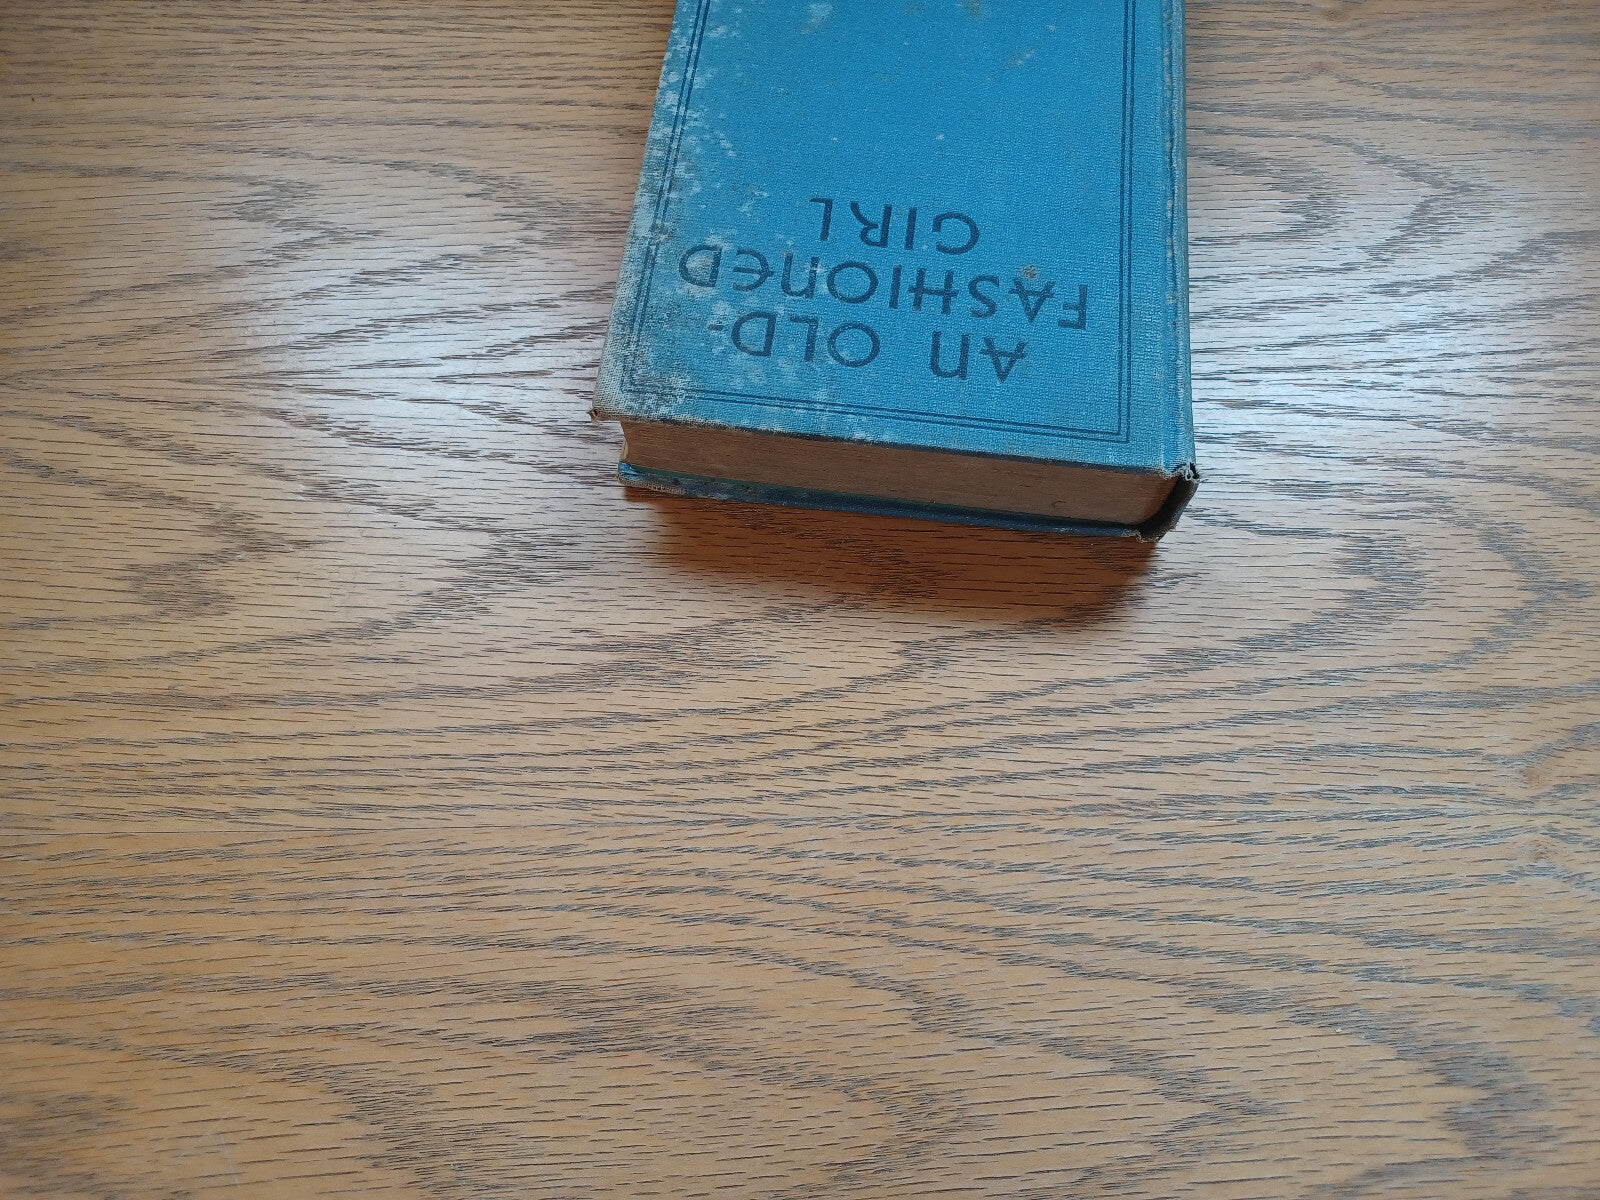 AN OLD-
FASHIONED
GIRL